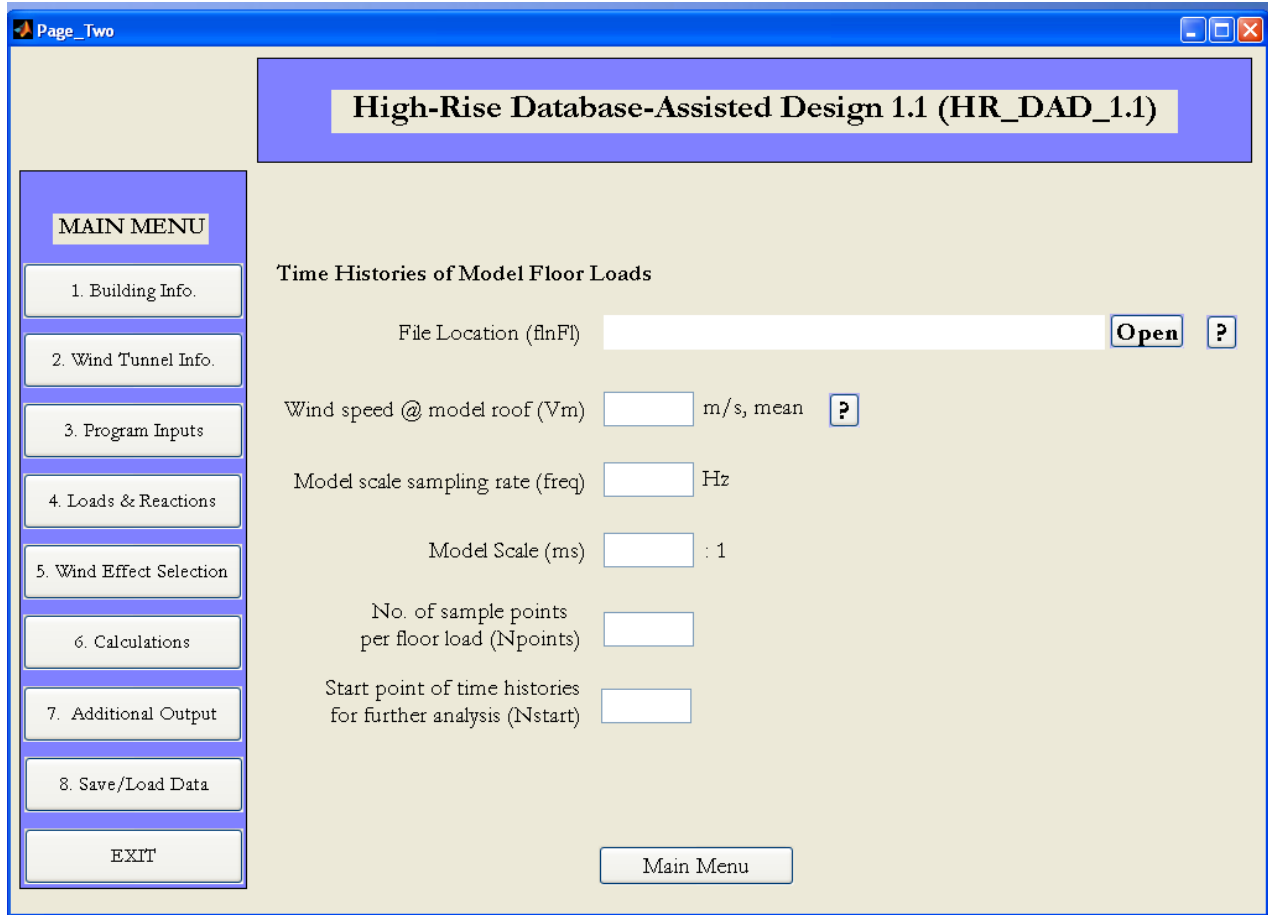 Page_Two
High-Rise Database-Assisted Design 1.1 (HR_DAD_1.1)
MAIN MENU
1. Building Info.
2. Wind Tunnel Info.
3. Program Inputs
4. Loads & Reactions
5. Wind Effect Selection
6. Calculations
7. Additional Output
8. Save/Load Data
EXIT
Time Histories of Model Floor Loads
File Location (flnFl) Open ?
Wind speed @ model roof (Vm) m/s, mean ?
Model scale sampling rate (freq) Hz
Model Scale (ms) : 1
No. of sample points
per floor load (Npoints)
Start point of time histories
for further analysis (Nstart)
Main Menu